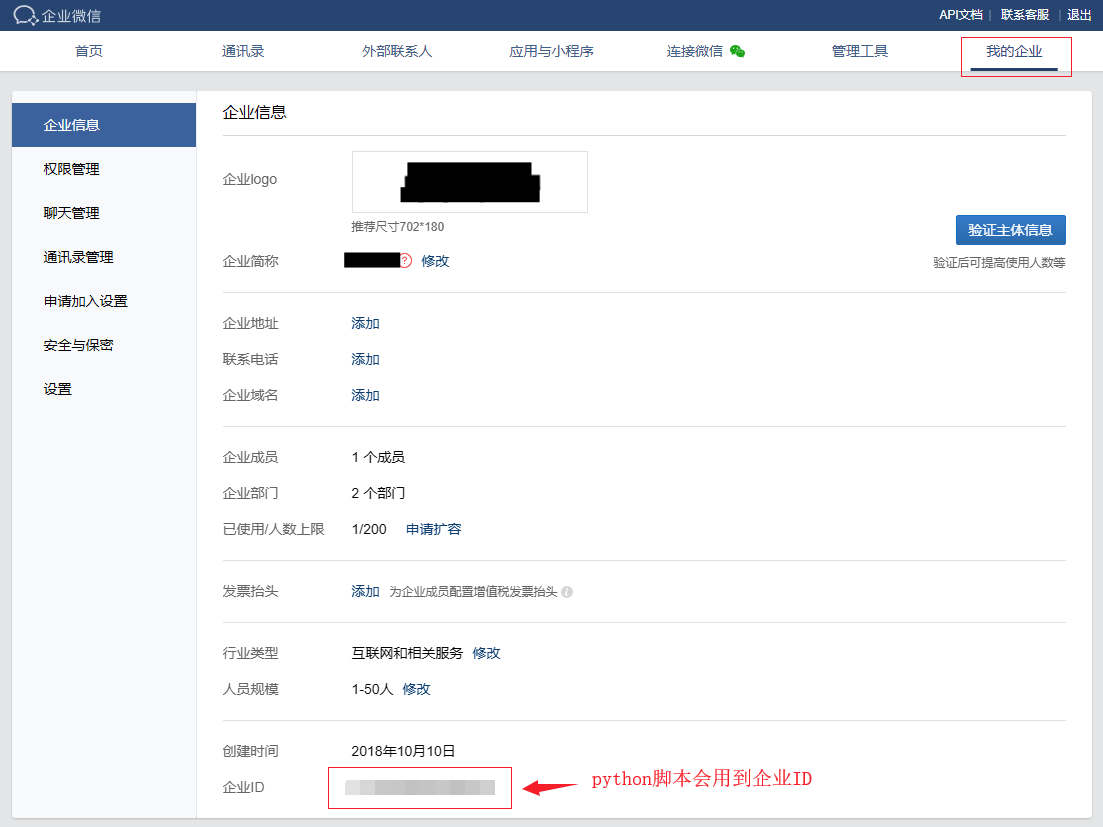 企业微信
API文档 | 联系客服 | 退出
首页 通讯录 外部联系人 应用与小程序 连接微信 管理工具 我的企业
企业信息
权限管理
聊天管理
通讯录管理
申请加入设置
安全与保密
设置
企业信息
企业logo
推荐尺寸702*180
验证主体信息
验证后可提高使用人数等
企业简称 ? 修改
企业地址 添加
联系电话 添加
企业域名 添加
企业成员 1 个成员
企业部门 2 个部门
已使用/人数上限 1/200 申请扩容
发票抬头 添加 为企业成员配置增值税发票抬头 i
行业类型 互联网和相关服务 修改
人员规模 1-50人 修改
创建时间 2018年10月10日
企业ID
python脚本会用到企业ID